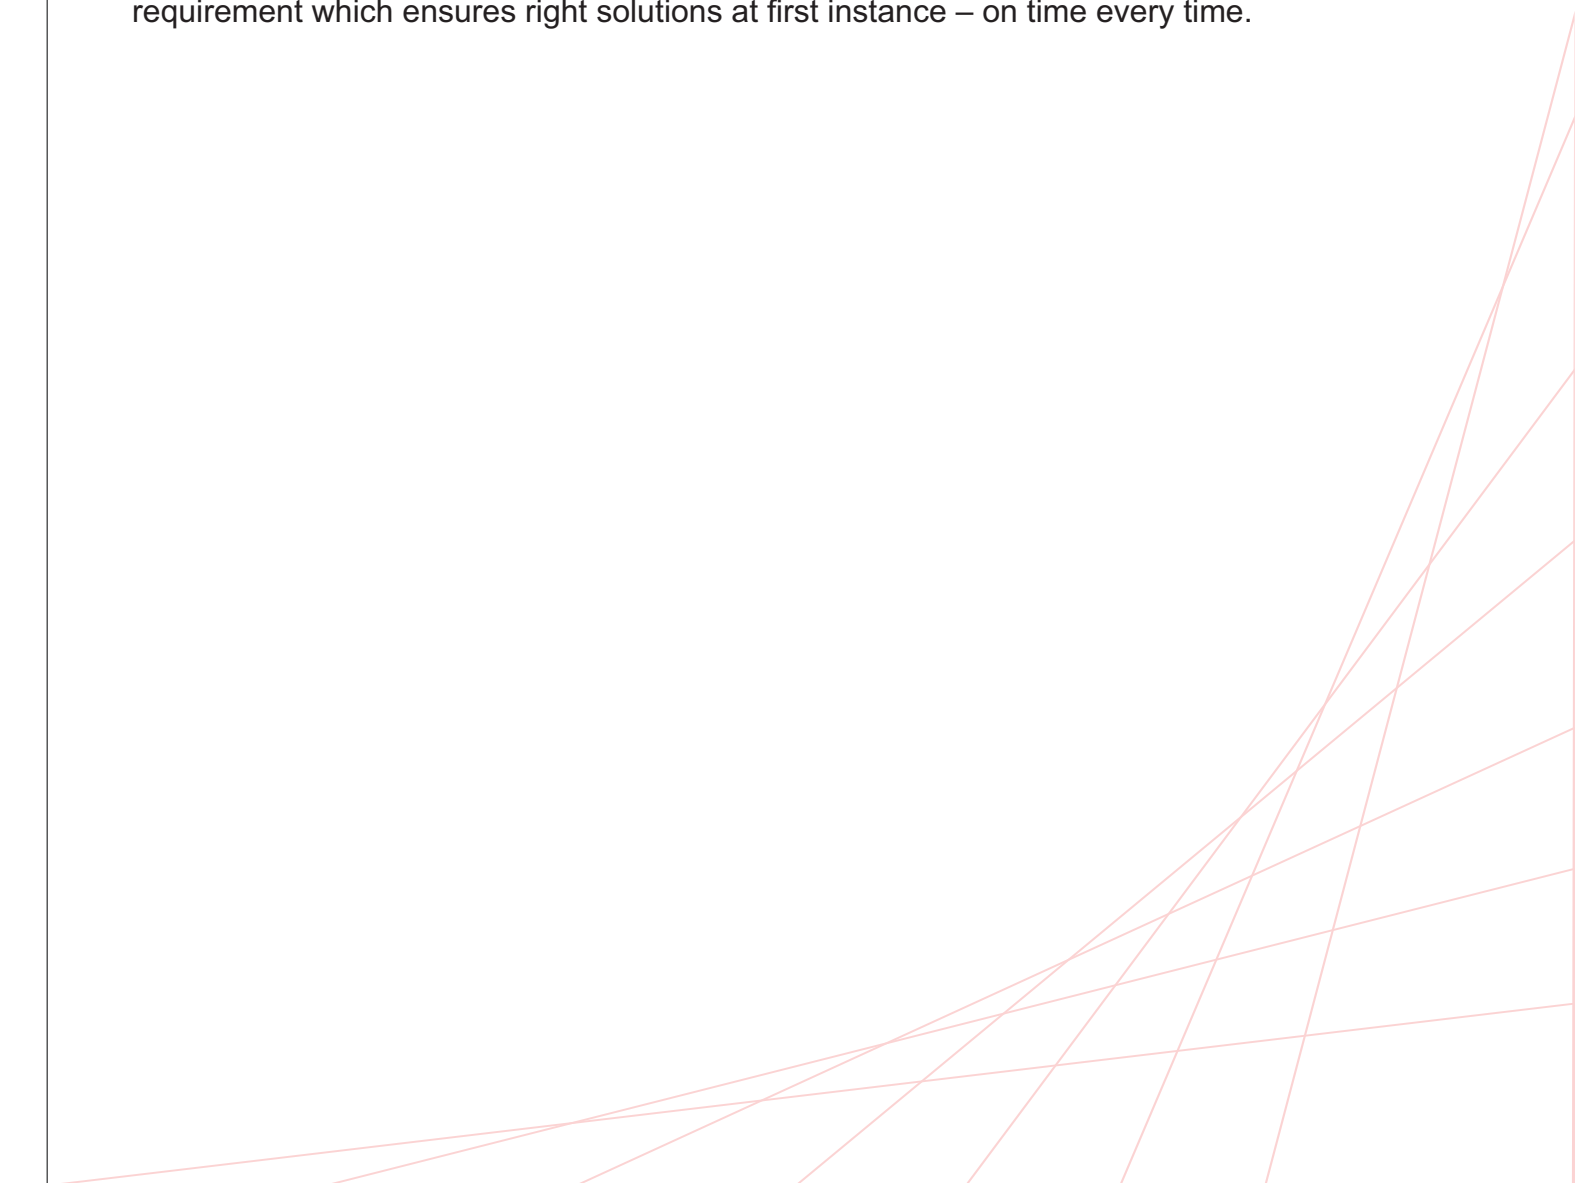 requirement which ensures right solutions at first instance – on time every time.